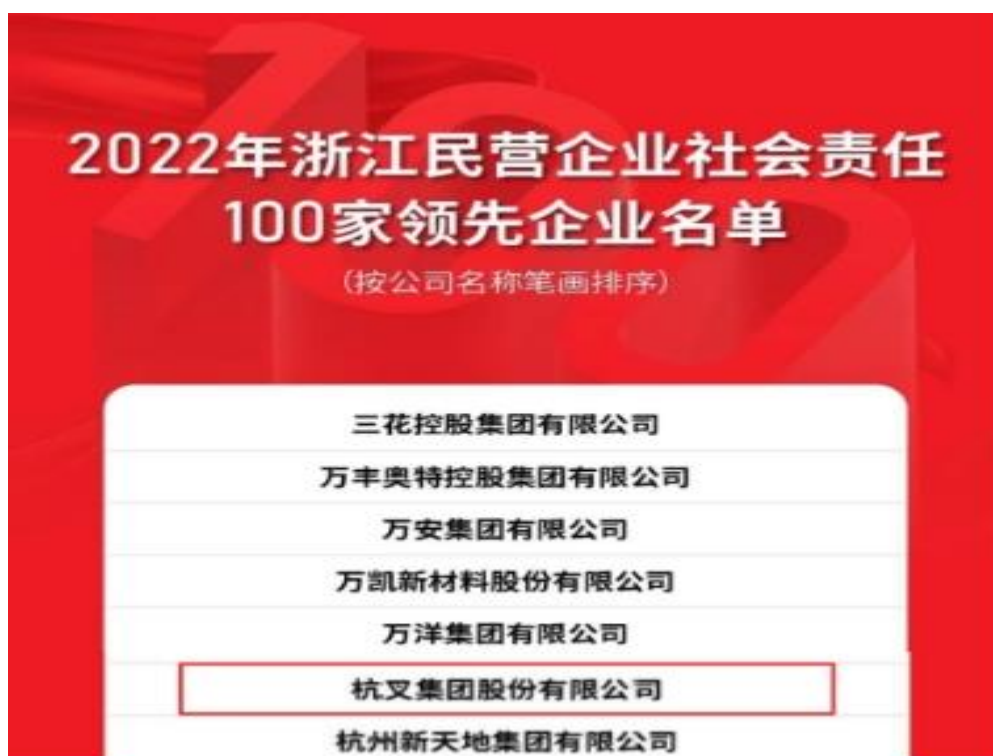 2022年浙江民营企业社会责任
100家领先企业名单
(按公司名称笔画排序)
三花控股集团有限公司
万丰奥特控股集团有限公司
万安集团有限公司
万凯新材料股份有限公司
万洋集团有限公司
杭叉集团股份有限公司
杭州新天地集团有限公司